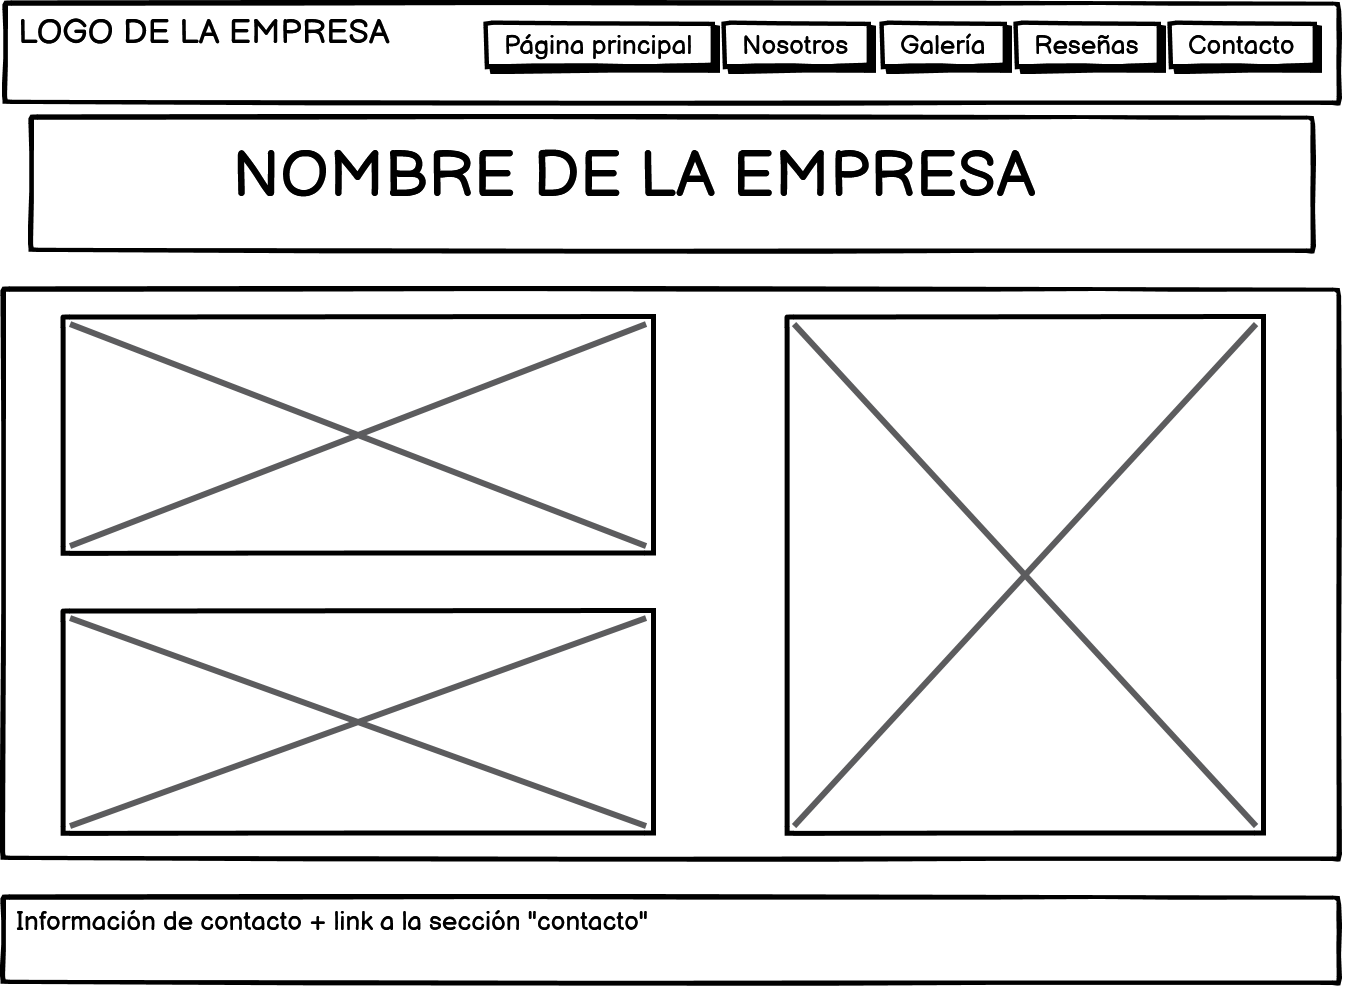 LOGO DE LA EMPRESA
Página principal
Nosotros
Galería
Reseñas
Contacto
NOMBRE DE LA EMPRESA
Información de contacto + link a la sección "contacto"